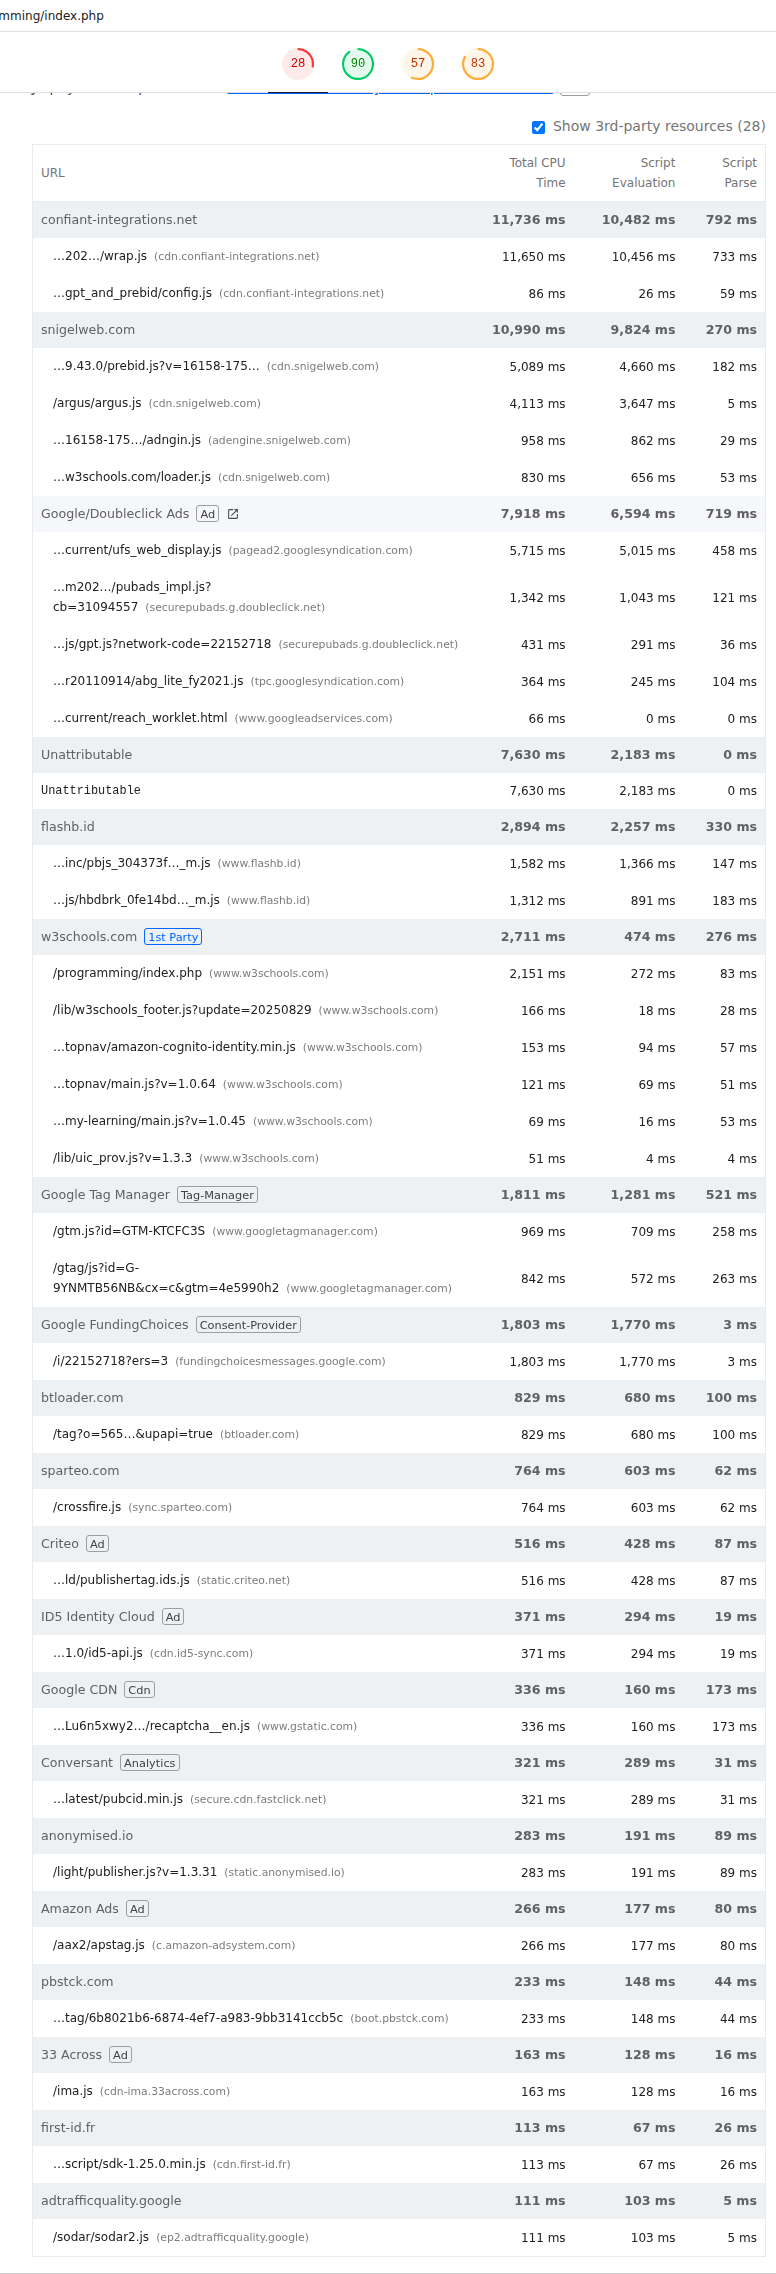 mming/index.php
28 90 57 83
Show 3rd-party resources (28)
URL Total CPU Time Script Evaluation Script Parse
confiant-integrations.net 11,736 ms 10,482 ms 792 ms
…202…/wrap.js (cdn.confiant-integrations.net) 11,650 ms 10,456 ms 733 ms
…gpt_and_prebid/config.js (cdn.confiant-integrations.net) 86 ms 26 ms 59 ms
snigelweb.com 10,990 ms 9,824 ms 270 ms
…9.43.0/prebid.js?v=16158-175… (cdn.snigelweb.com) 5,089 ms 4,660 ms 182 ms
/argus/argus.js (cdn.snigelweb.com) 4,113 ms 3,647 ms 5 ms
…16158-175…/adngin.js (adengine.snigelweb.com) 958 ms 862 ms 29 ms
…w3schools.com/loader.js (cdn.snigelweb.com) 830 ms 656 ms 53 ms
Google/Doubleclick Ads Ad 7,918 ms 6,594 ms 719 ms
…current/ufs_web_display.js (pagead2.googlesyndication.com) 5,715 ms 5,015 ms 458 ms
…m202…/pubads_impl.js?
cb=31094557 (securepubads.g.doubleclick.net) 1,342 ms 1,043 ms 121 ms
…js/gpt.js?network-code=22152718 (securepubads.g.doubleclick.net) 431 ms 291 ms 36 ms
…r20110914/abg_lite_fy2021.js (tpc.googlesyndication.com) 364 ms 245 ms 104 ms
…current/reach_worklet.html (www.googleadservices.com) 66 ms 0 ms 0 ms
Unattributable 7,630 ms 2,183 ms 0 ms
Unattributable 7,630 ms 2,183 ms 0 ms
flashb.id 2,894 ms 2,257 ms 330 ms
…inc/pbjs_304373f…_m.js (www.flashb.id) 1,582 ms 1,366 ms 147 ms
…js/hbdbrk_0fe14bd…_m.js (www.flashb.id) 1,312 ms 891 ms 183 ms
w3schools.com 1st Party 2,711 ms 474 ms 276 ms
/programming/index.php (www.w3schools.com) 2,151 ms 272 ms 83 ms
/lib/w3schools_footer.js?update=20250829 (www.w3schools.com) 166 ms 18 ms 28 ms
…topnav/amazon-cognito-identity.min.js (www.w3schools.com) 153 ms 94 ms 57 ms
…topnav/main.js?v=1.0.64 (www.w3schools.com) 121 ms 69 ms 51 ms
…my-learning/main.js?v=1.0.45 (www.w3schools.com) 69 ms 16 ms 53 ms
/lib/uic_prov.js?v=1.3.3 (www.w3schools.com) 51 ms 4 ms 4 ms
Google Tag Manager Tag-Manager 1,811 ms 1,281 ms 521 ms
/gtm.js?id=GTM-KTCFC3S (www.googletagmanager.com) 969 ms 709 ms 258 ms
/gtag/js?id=G-
9YNMTB56NB&cx=c&gtm=4e5990h2 (www.googletagmanager.com) 842 ms 572 ms 263 ms
Google FundingChoices Consent-Provider 1,803 ms 1,770 ms 3 ms
/i/22152718?ers=3 (fundingchoicesmessages.google.com) 1,803 ms 1,770 ms 3 ms
btloader.com 829 ms 680 ms 100 ms
/tag?o=565…&upapi=true (btloader.com) 829 ms 680 ms 100 ms
sparteo.com 764 ms 603 ms 62 ms
/crossfire.js (sync.sparteo.com) 764 ms 603 ms 62 ms
Criteo Ad 516 ms 428 ms 87 ms
…ld/publishertag.ids.js (static.criteo.net) 516 ms 428 ms 87 ms
ID5 Identity Cloud Ad 371 ms 294 ms 19 ms
…1.0/id5-api.js (cdn.id5-sync.com) 371 ms 294 ms 19 ms
Google CDN Cdn 336 ms 160 ms 173 ms
…Lu6n5xwy2…/recaptcha__en.js (www.gstatic.com) 336 ms 160 ms 173 ms
Conversant Analytics 321 ms 289 ms 31 ms
…latest/pubcid.min.js (secure.cdn.fastclick.net) 321 ms 289 ms 31 ms
anonymised.io 283 ms 191 ms 89 ms
/light/publisher.js?v=1.3.31 (static.anonymised.io) 283 ms 191 ms 89 ms
Amazon Ads Ad 266 ms 177 ms 80 ms
/aax2/apstag.js (c.amazon-adsystem.com) 266 ms 177 ms 80 ms
pbstck.com 233 ms 148 ms 44 ms
…tag/6b8021b6-6874-4ef7-a983-9bb3141ccb5c (boot.pbstck.com) 233 ms 148 ms 44 ms
33 Across Ad 163 ms 128 ms 16 ms
/ima.js (cdn-ima.33across.com) 163 ms 128 ms 16 ms
first-id.fr 113 ms 67 ms 26 ms
…script/sdk-1.25.0.min.js (cdn.first-id.fr) 113 ms 67 ms 26 ms
adtrafficquality.google 111 ms 103 ms 5 ms
/sodar/sodar2.js (ep2.adtrafficquality.google) 111 ms 103 ms 5 ms